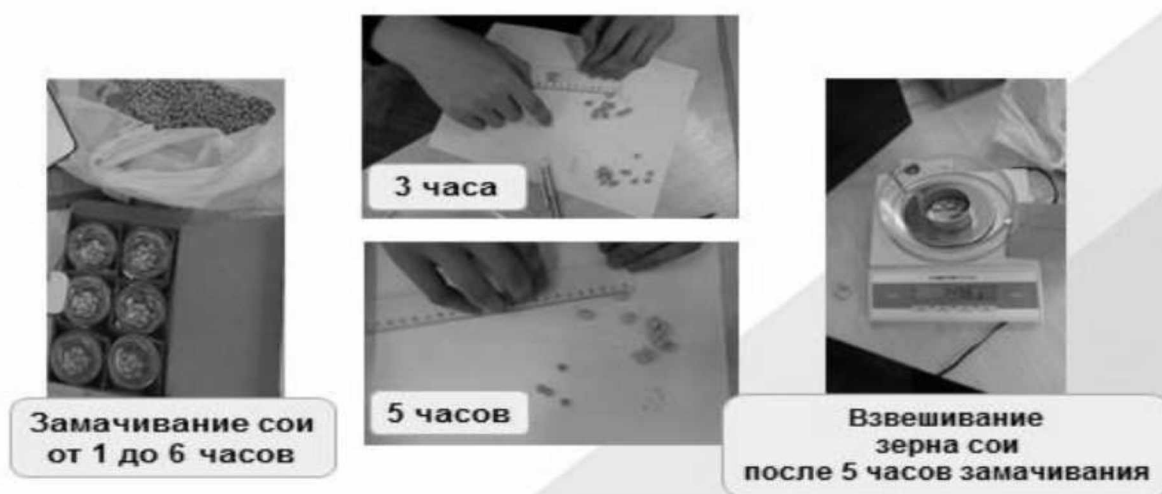 3 часа
5 часов
Замачивание сои
от 1 до 6 часов
Взвешивание
зерна сои
после 5 часов замачивания